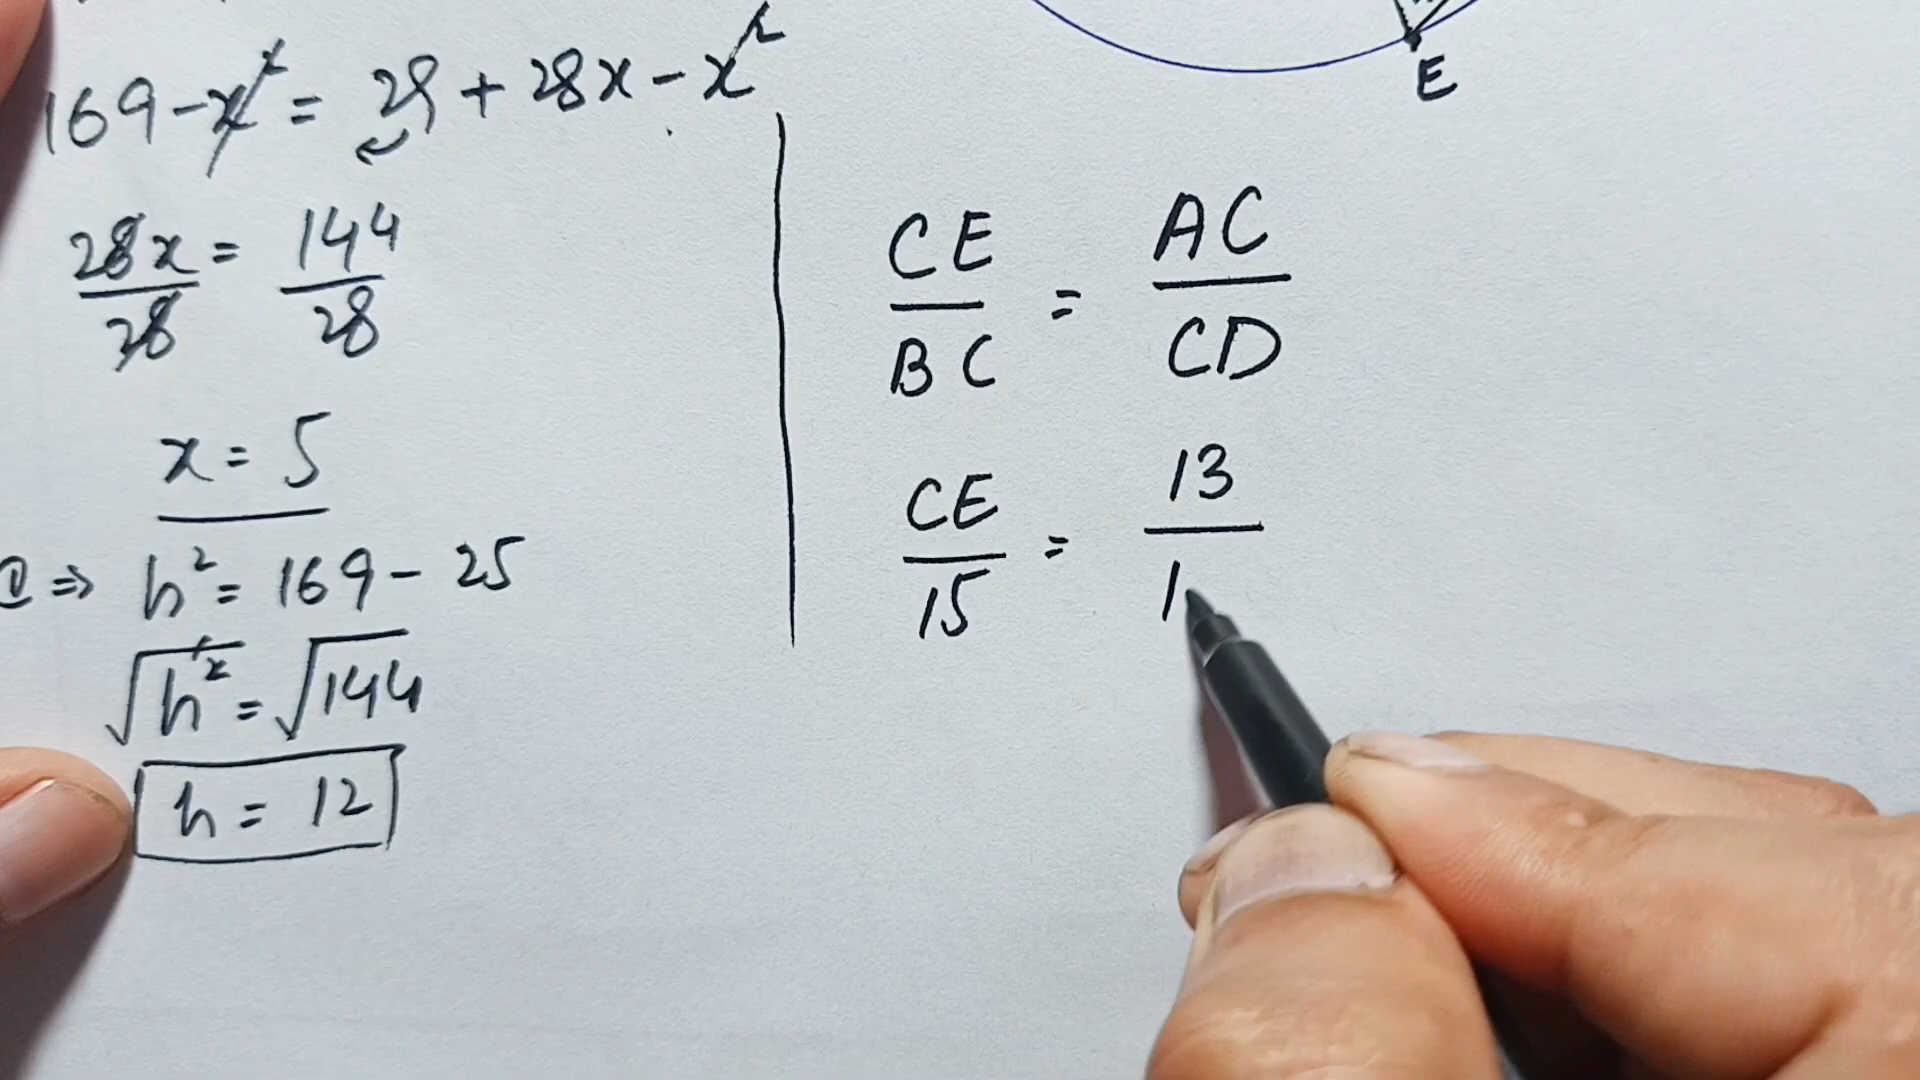 169 - x² = 29 + 28x - x²
28x/28 = 144/28
x = 5
① ⇒ h² = 169 - 25
√h² = √144
h = 12
E
CE/BC = AC/CD
CE/15 = 13/1